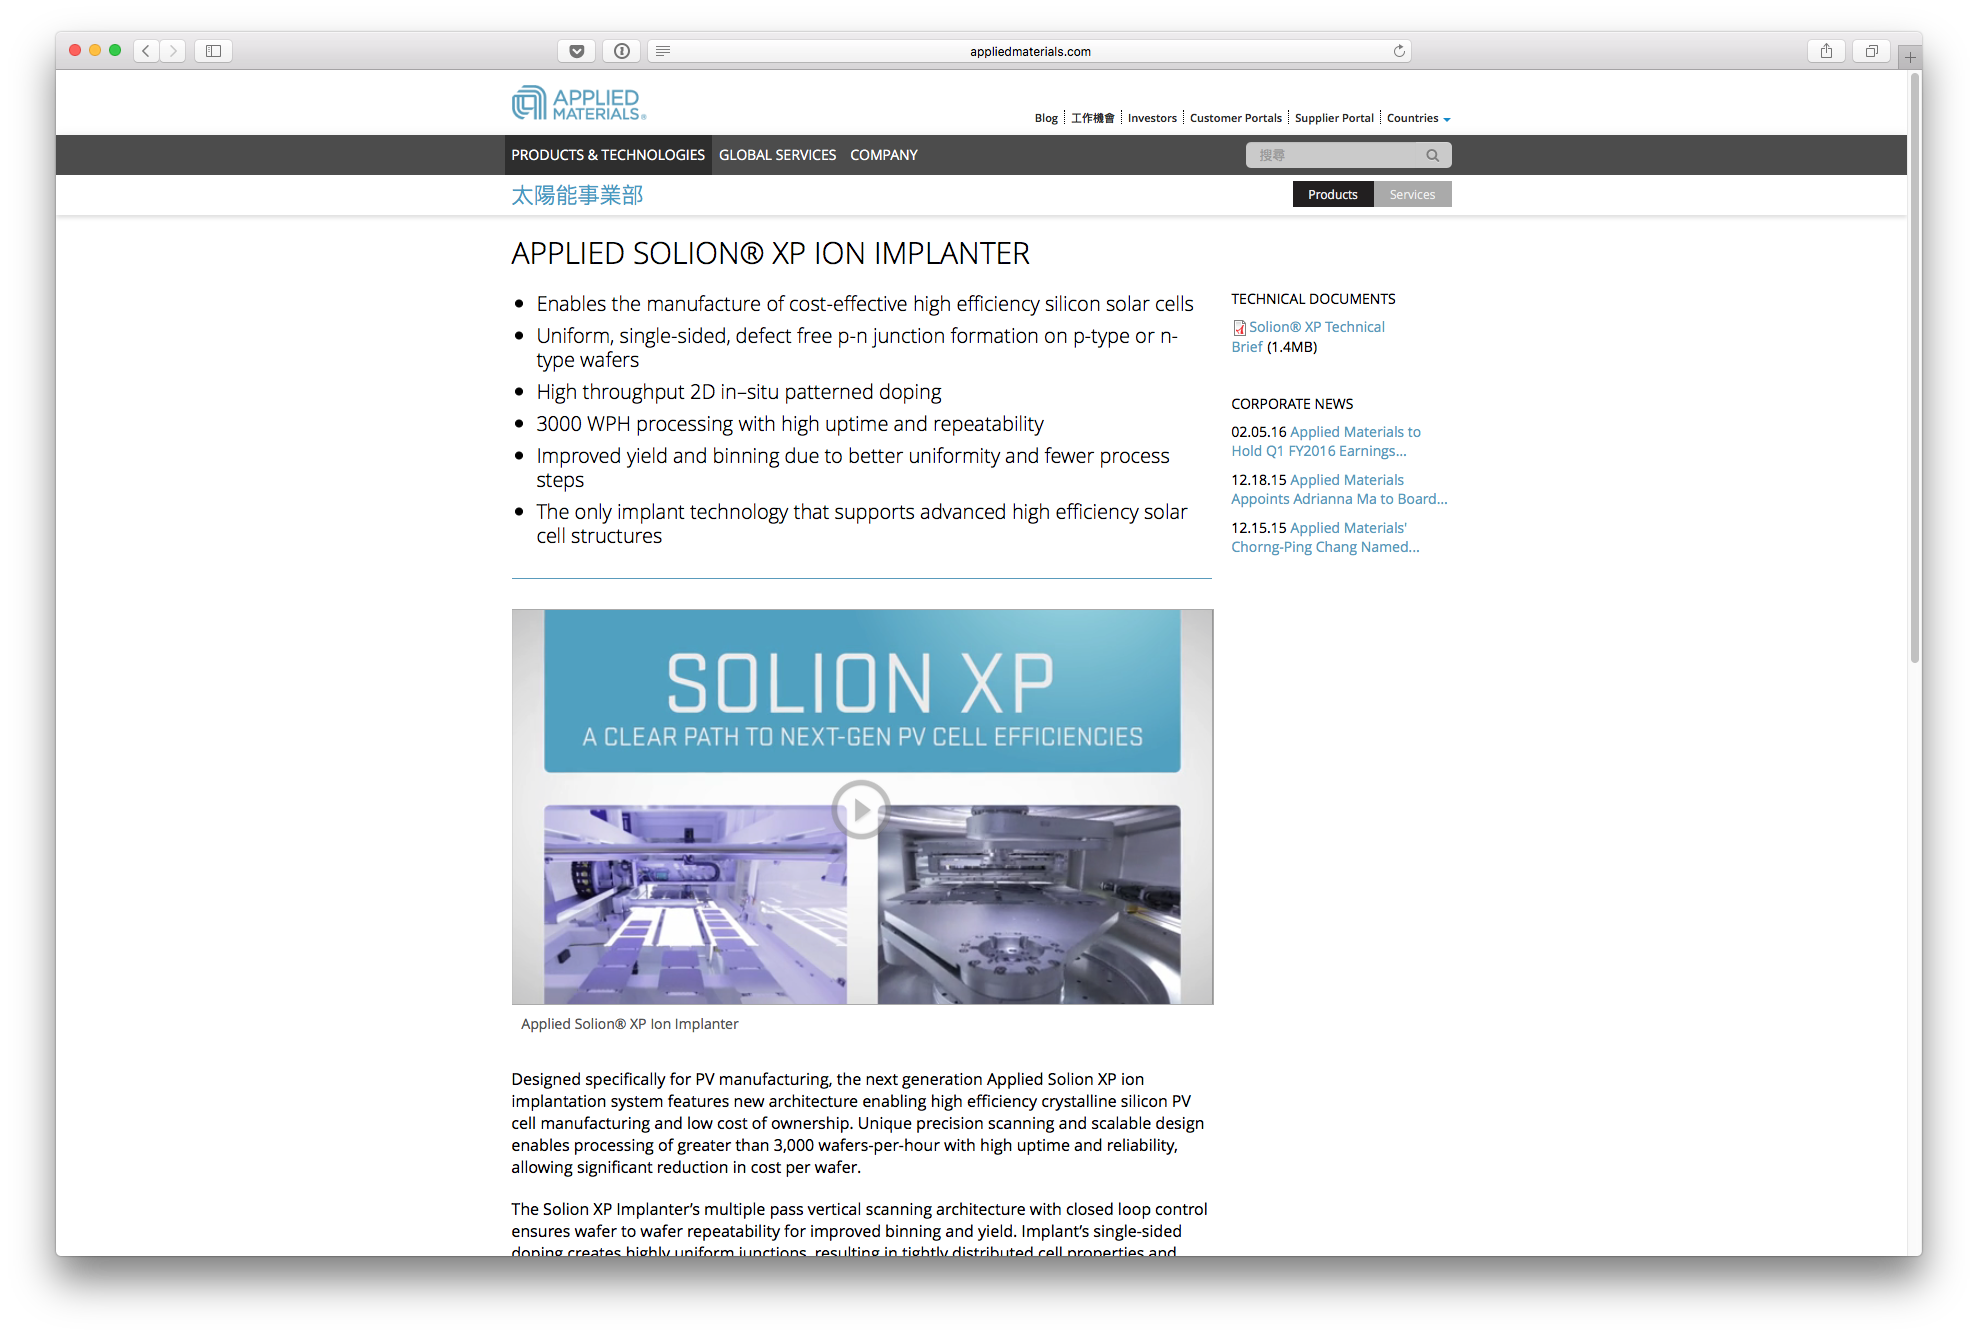 appliedmaterials.com
APPLIED
MATERIALS®
Blog
工作機會
Investors
Customer Portals
Supplier Portal
Countries
PRODUCTS & TECHNOLOGIES
GLOBAL SERVICES
COMPANY
搜尋
太陽能事業部
Products
Services
APPLIED SOLION® XP ION IMPLANTER
• Enables the manufacture of cost-effective high efficiency silicon solar cells
• Uniform, single-sided, defect free p-n junction formation on p-type or n-
type wafers
• High throughput 2D in–situ patterned doping
• 3000 WPH processing with high uptime and repeatability
• Improved yield and binning due to better uniformity and fewer process
steps
• The only implant technology that supports advanced high efficiency solar
cell structures
TECHNICAL DOCUMENTS
Solion® XP Technical
Brief (1.4MB)
CORPORATE NEWS
02.05.16 Applied Materials to
Hold Q1 FY2016 Earnings...
12.18.15 Applied Materials
Appoints Adrianna Ma to Board...
12.15.15 Applied Materials'
Chorng-Ping Chang Named...
SOLION XP
A CLEAR PATH TO NEXT-GEN PV CELL EFFICIENCIES
Applied Solion® XP Ion Implanter
Designed specifically for PV manufacturing, the next generation Applied Solion XP ion
implantation system features new architecture enabling high efficiency crystalline silicon PV
cell manufacturing and low cost of ownership. Unique precision scanning and scalable design
enables processing of greater than 3,000 wafers-per-hour with high uptime and reliability,
allowing significant reduction in cost per wafer.
The Solion XP Implanter’s multiple pass vertical scanning architecture with closed loop control
ensures wafer to wafer repeatability for improved binning and yield. Implant’s single-sided
doping creates highly uniform junctions, resulting in tightly distributed cell properties and